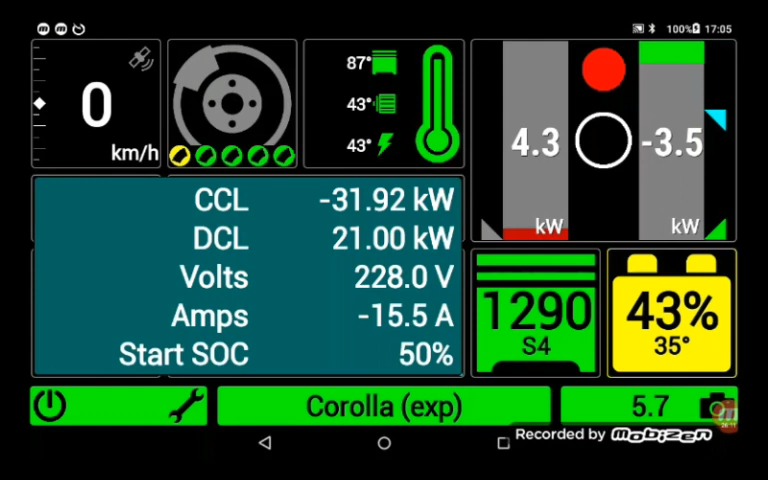 100% 17:05
0
km/h
87°
43°
43°
4.3
kW
-3.5
kW
CCL -31.92 kW
DCL 21.00 kW
Volts 228.0 V
Amps -15.5 A
Start SOC 50%
1290
S4
43%
35°
Corolla (exp)
5.7
Recorded by mobizen